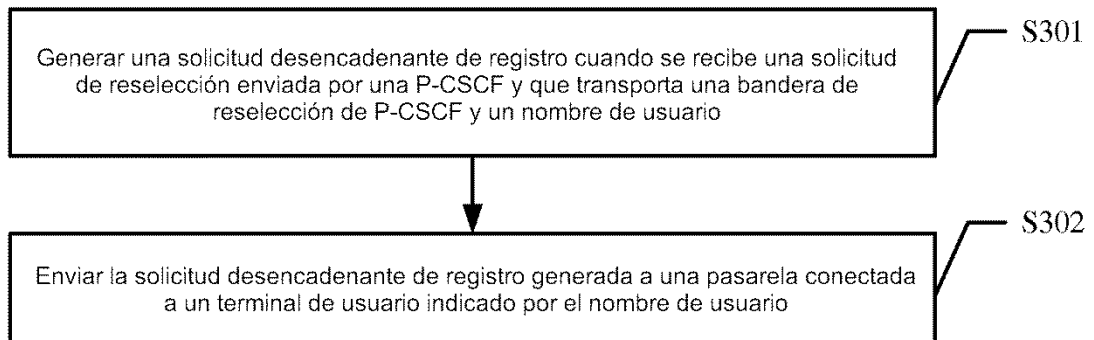 Generar una solicitud desencadenante de registro cuando se recibe una solicitud
de reselección enviada por una P-CSCF y que transporta una bandera de
reselección de P-CSCF y un nombre de usuario
S301
Enviar la solicitud desencadenante de registro generada a una pasarela conectada
a un terminal de usuario indicado por el nombre de usuario
S302